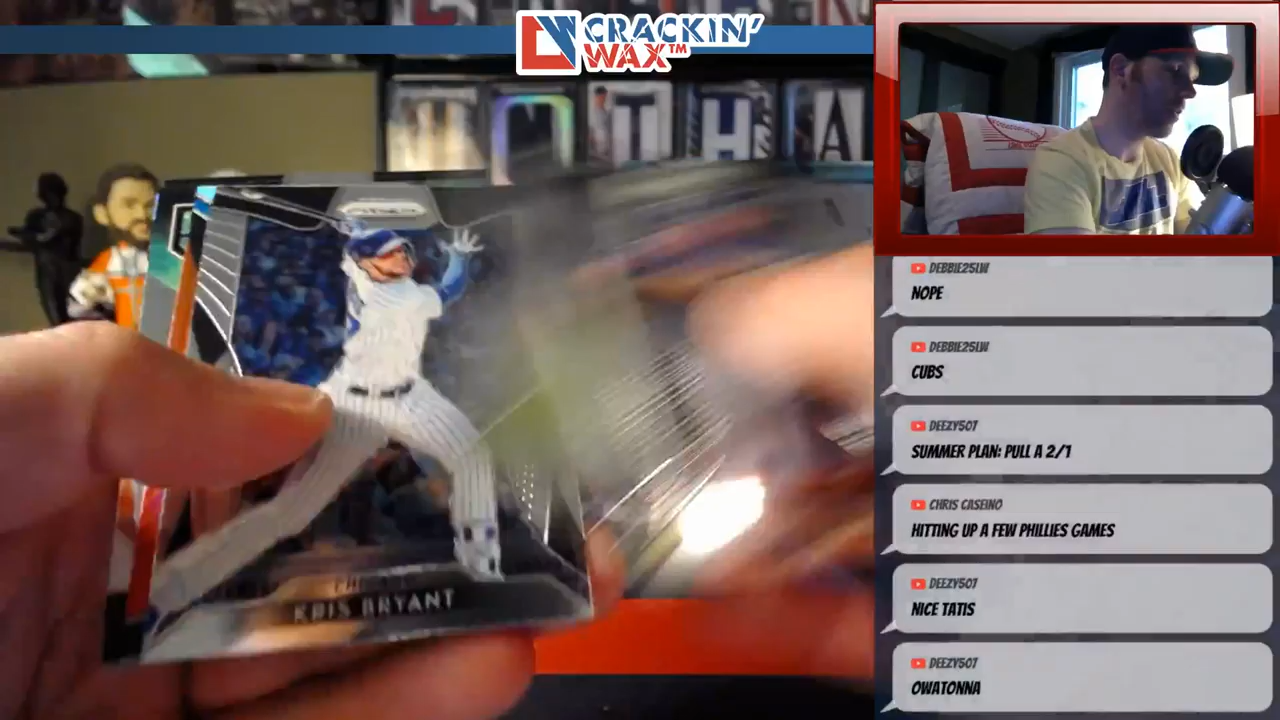 CRACKIN'
WAX™
T H A
PRIZM
KRIS BRYANT
DEBBIE25LW
NOPE
DEBBIE25LW
CUBS
DEEZY507
SUMMER PLAN: PULL A 2/1
CHRIS CASEINO
HITTING UP A FEW PHILLIES GAMES
DEEZY507
NICE TATIS
DEEZY507
OWATONNA